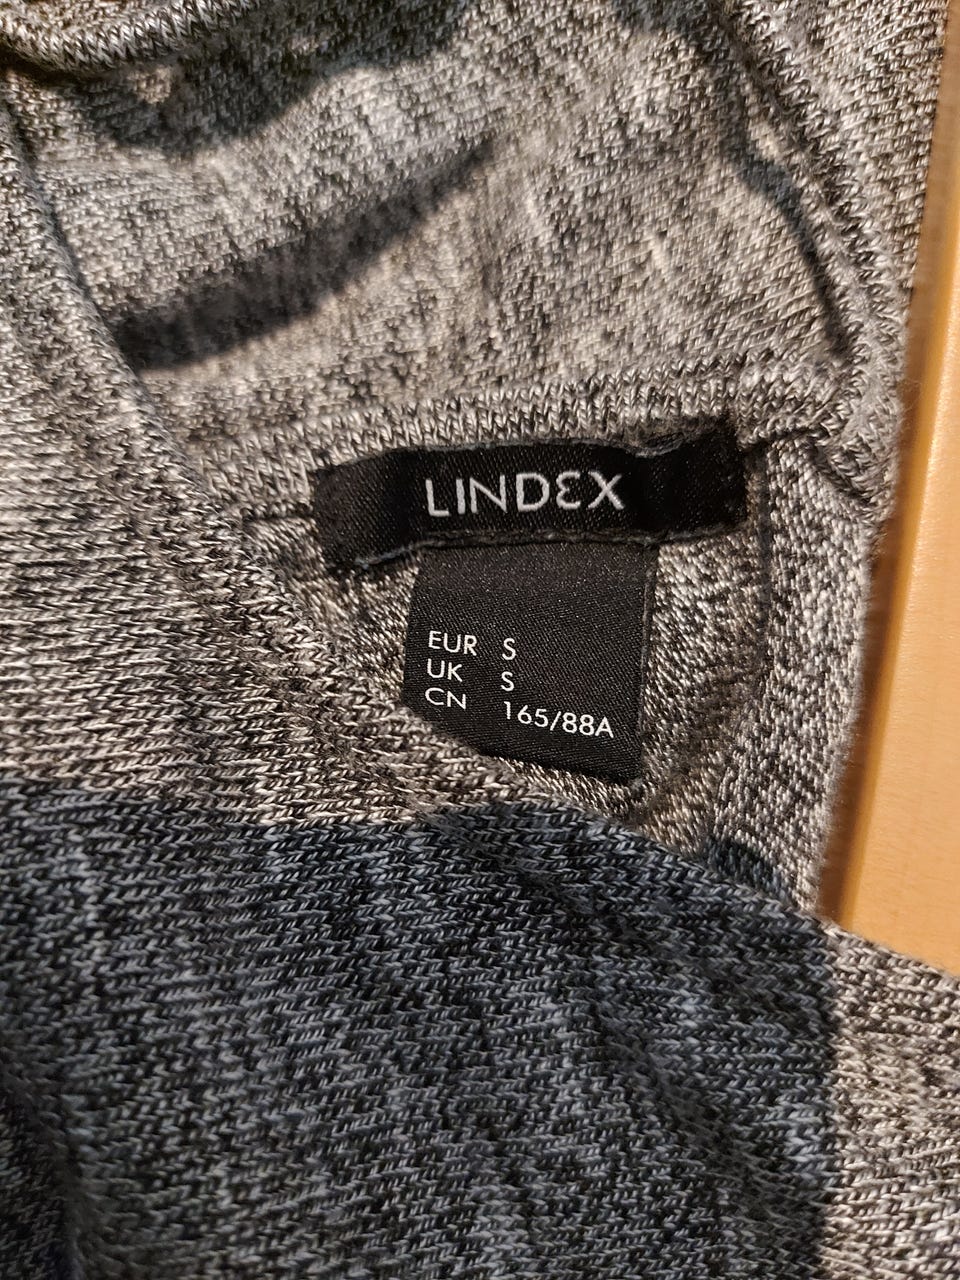 LINDEX
EUR S
UK S
CN 165/88A